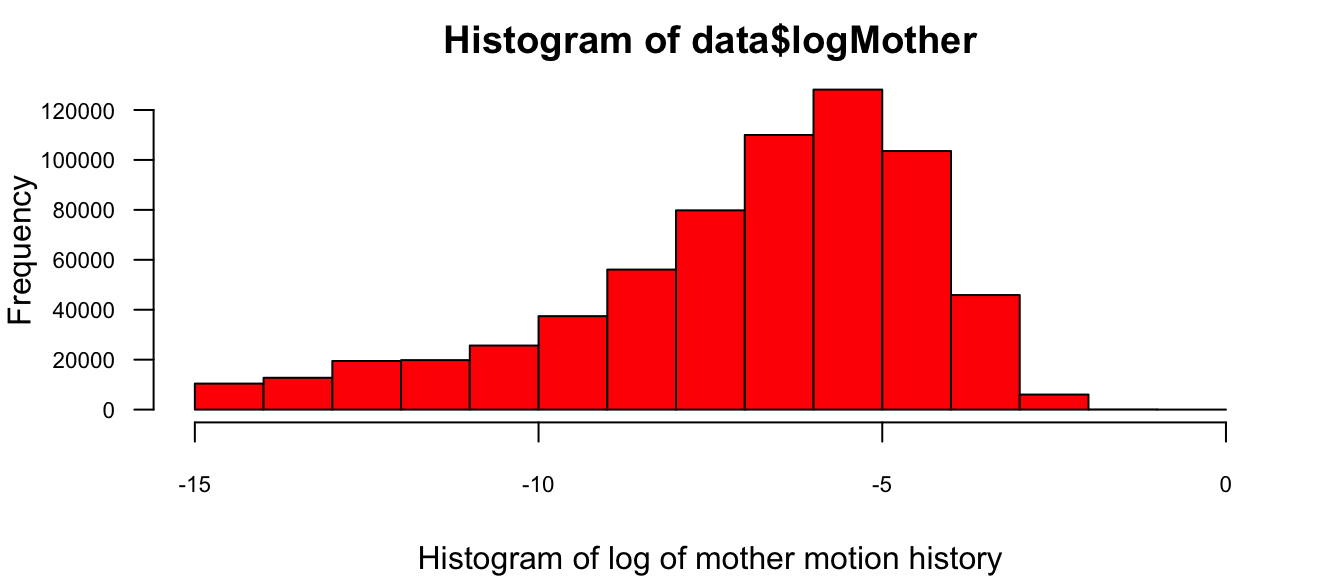 Histogram of data$logMother
Frequency
120000
100000
80000
60000
40000
20000
0
-15 -10 -5 0
Histogram of log of mother motion history